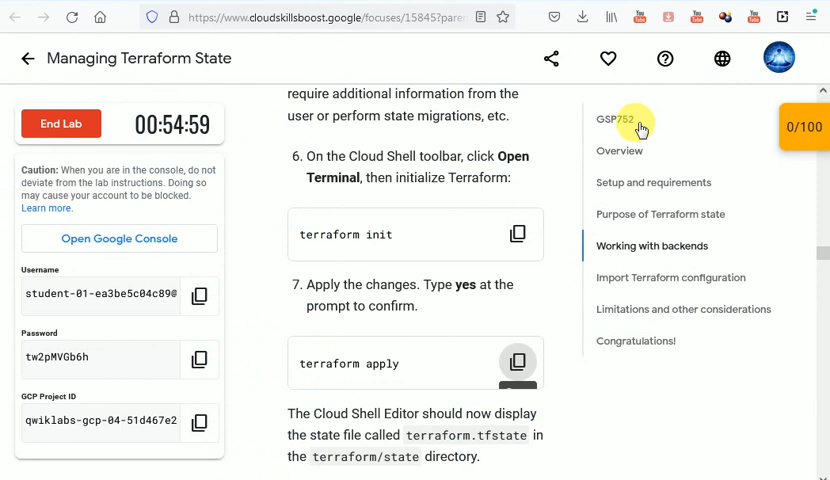 https://www.cloudskillsboost.google/focuses/15845?pare
Managing Terraform State
End Lab
00:54:59
Caution: When you are in the console, do not
deviate from the lab instructions. Doing so
may cause your account to be blocked.
Learn more.
Open Google Console
Username
student-01-ea3be5c04c89@
Password
tw2pMVGb6h
GCP Project ID
qwiklabs-gcp-04-51d467e2
require additional information from the
user or perform state migrations, etc.
6. On the Cloud Shell toolbar, click Open
Terminal, then initialize Terraform:
terraform init
7. Apply the changes. Type yes at the
prompt to confirm.
terraform apply
The Cloud Shell Editor should now display
the state file called terraform.tfstate in
the terraform/state directory.
GSP752
Overview
Setup and requirements
Purpose of Terraform state
Working with backends
Import Terraform configuration
Limitations and other considerations
Congratulations!
0/100